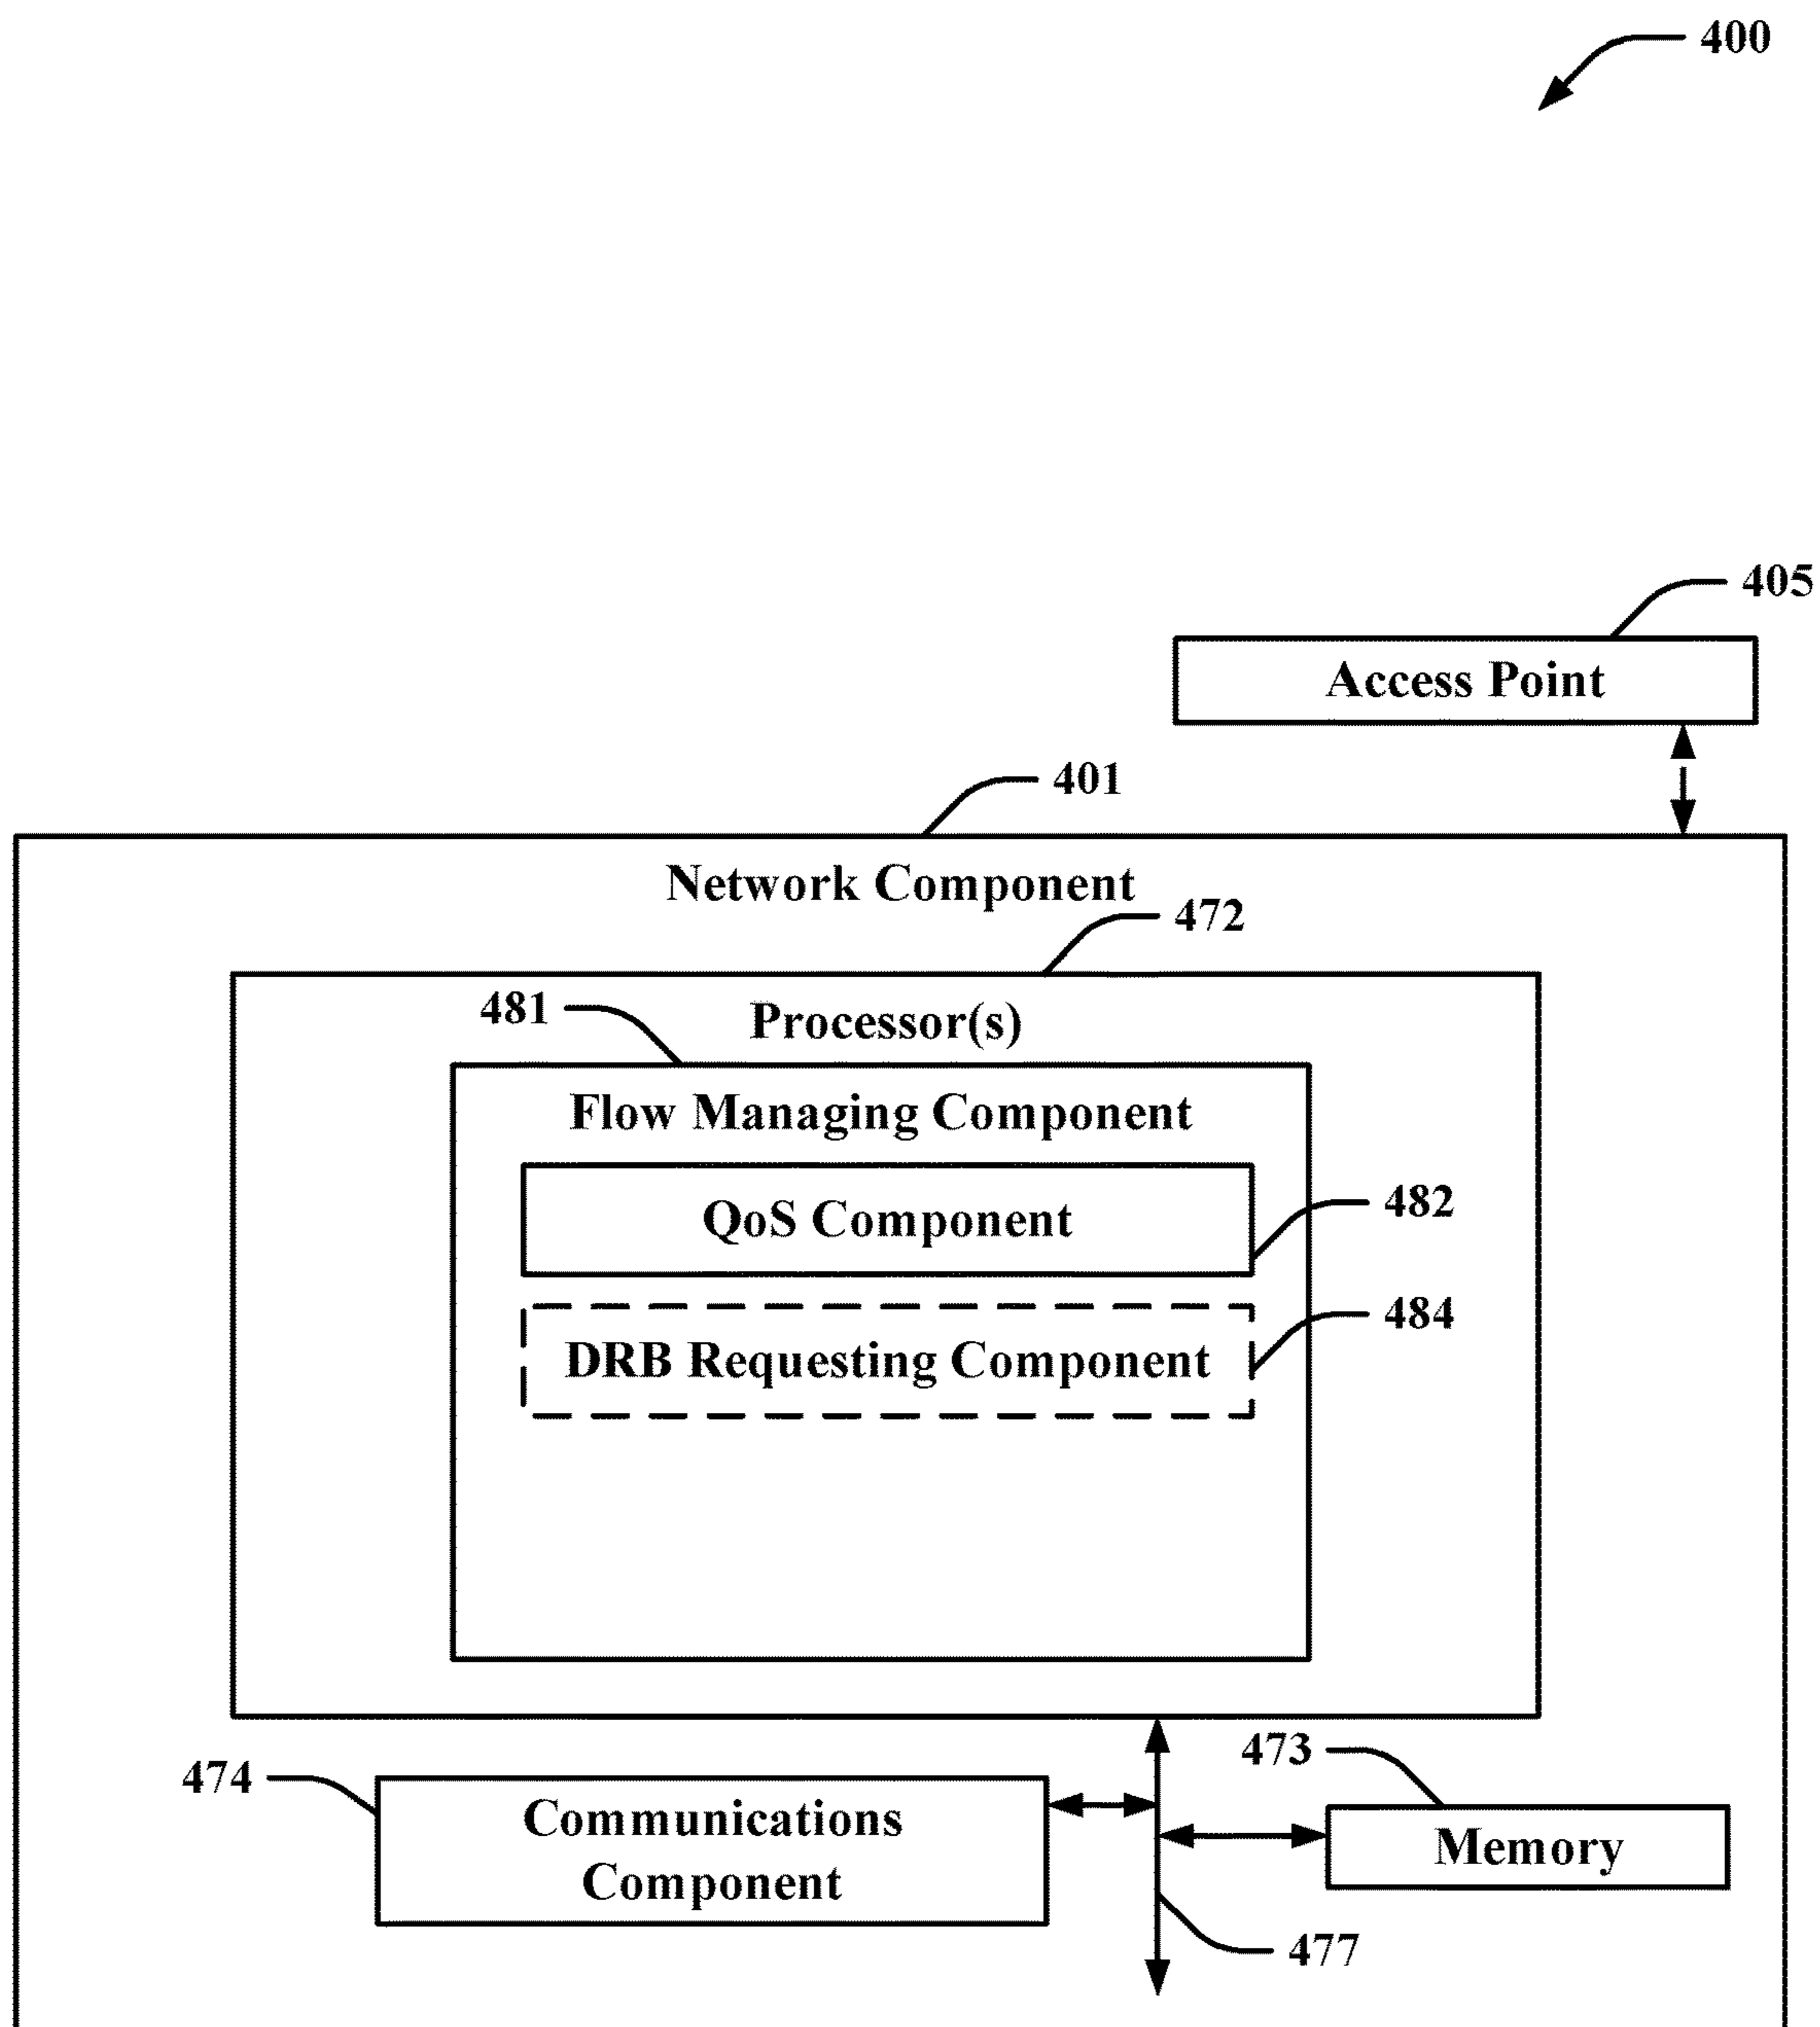 400
405
Access Point
401
Network Component
472
481
Processor(s)
Flow Managing Component
QoS Component
482
484
DRB Requesting Component
473
474
Communications
Component
Memory
477